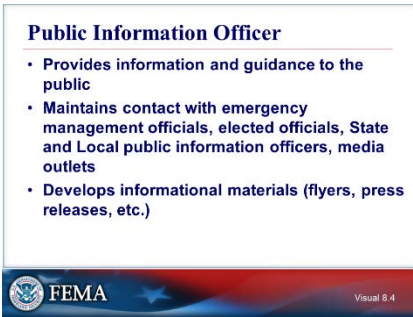 Public Information Officer
• Provides information and guidance to the
public
• Maintains contact with emergency
management officials, elected officials, State
and Local public information officers, media
outlets
• Develops informational materials (flyers, press
releases, etc.)
FEMA
Visual 8.4